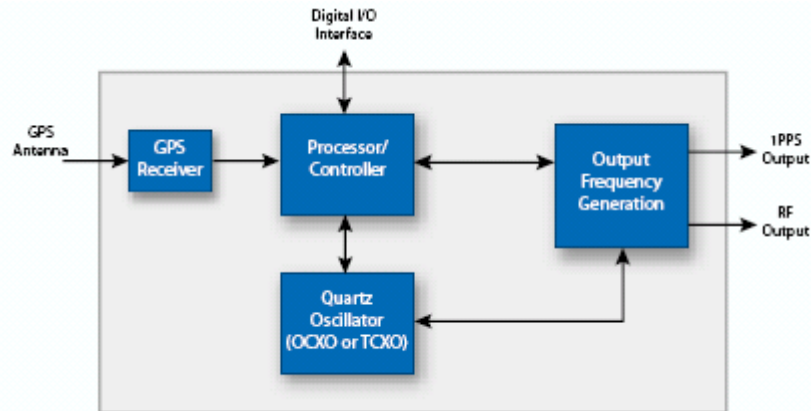 Digital I/O
Interface
GPS
Antenna
GPS
Receiver
Processor/
Controller
Output
Frequency
Generation
1PPS
Output
RF
Output
Quartz
Oscillator
(OCXO or TCXO)